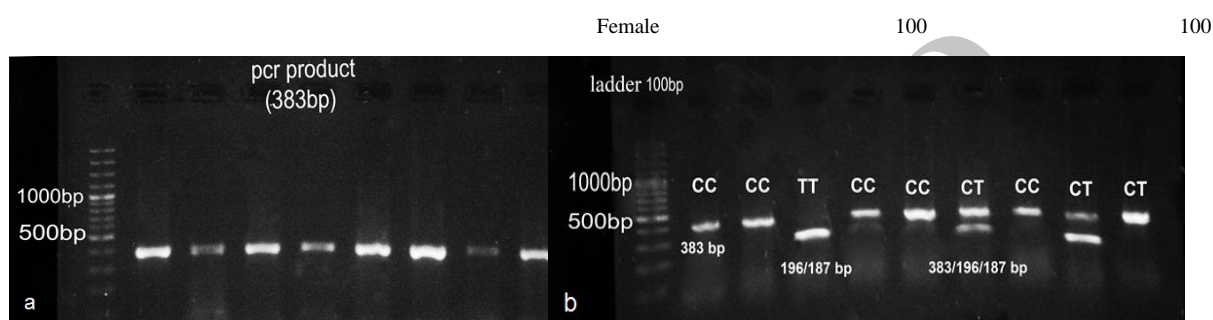 Female 100 100
pcr product
(383bp)
1000bp
500bp
a
ladder 100bp
1000bp CC CC TT CC CC CT CC CT CT
500bp
383 bp
196/187 bp 383/196/187 bp
b